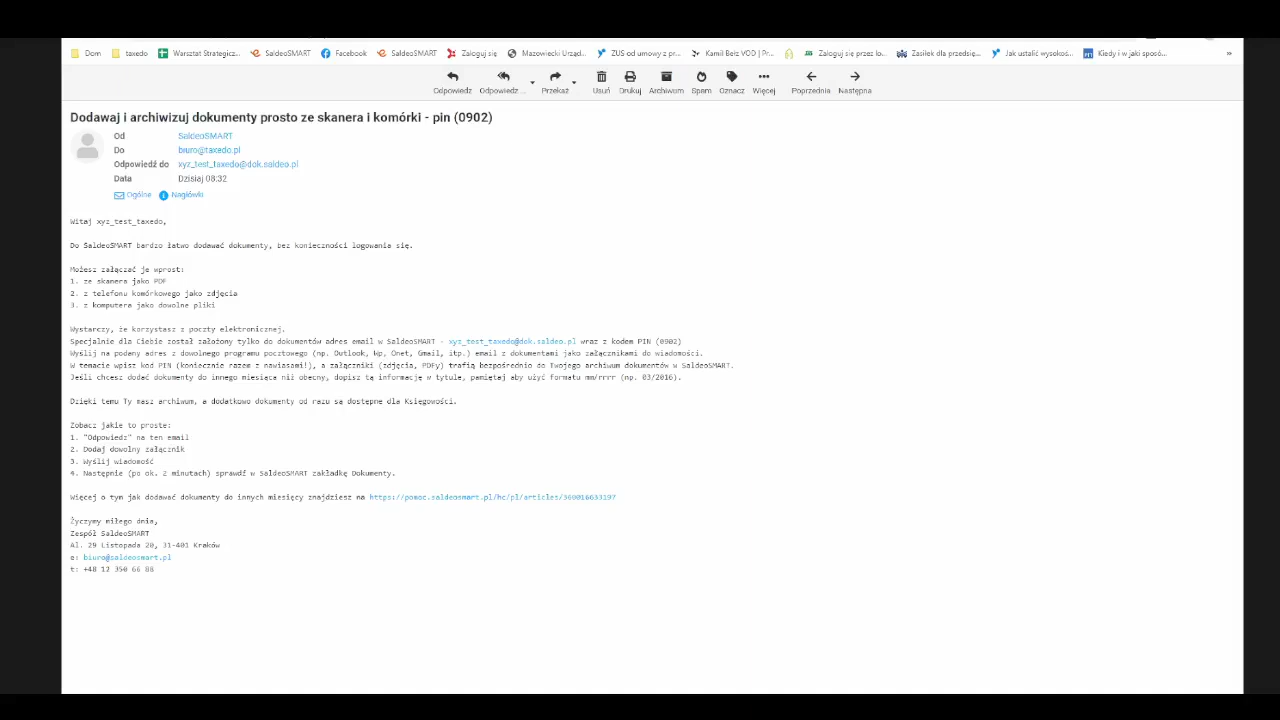 Dom taxedo Warsztat Strategicz... SaldeoSMART Facebook SaldeoSMART Zaloguj się Mazowiecki Urząd... ZUS od umowy z pr... Kamil Beiz VOD | Pr... Zaloguj się przez lo... Zasiłek dla przedsię... Jak ustalić wysokoś... Kiedy i w jaki sposó... »
Odpowiedz Odpowiedz ... Przekaż Usuń Drukuj Archiwum Spam Oznacz Więcej Poprzednia Następna
Dodawaj i archiwizuj dokumenty prosto ze skanera i komórki - pin (0902)
Od SaldeoSMART
Do biuro@taxedo.pl
Odpowiedź do xyz_test_taxedo@dok.saldeo.pl
Data Dzisiaj 08:32
Ogólne Nagłówki
Witaj xyz_test_taxedo,
Do SaldeoSMART bardzo łatwo dodawać dokumenty, bez konieczności logowania się.
Możesz załączać je wprost:
1. ze skanera jako PDF
2. z telefonu komórkowego jako zdjęcia
3. z komputera jako dowolne pliki
Wystarczy, że korzystasz z poczty elektronicznej.
Specjalnie dla Ciebie został założony tylko do dokumentów adres email w SaldeoSMART - xyz_test_taxedo@dok.saldeo.pl wraz z kodem PIN (0902)
Wyślij na podany adres z dowolnego programu pocztowego (np. Outlook, Wp, Onet, Gmail, itp.) email z dokumentami jako załącznikami do wiadomości.
W temacie wpisz kod PIN (koniecznie razem z nawiasami!), a załączniki (zdjęcia, PDFy) trafią bezpośrednio do Twojego archiwum dokumentów w SaldeoSMART.
Jeśli chcesz dodać dokumenty do innego miesiąca niż obecny, dopisz tą informację w tytule, pamiętaj aby użyć formatu mm/rrrr (np. 03/2016).
Dzięki temu Ty masz archiwum, a dodatkowo dokumenty od razu są dostępne dla Księgowości.
Zobacz jakie to proste:
1. "Odpowiedz" na ten email
2. Dodaj dowolny załącznik
3. Wyślij wiadomość
4. Następnie (po ok. 2 minutach) sprawdź w SaldeoSMART zakładkę Dokumenty.
Więcej o tym jak dodawać dokumenty do innych miesięcy znajdziesz na https://pomoc.saldeosmart.pl/hc/pl/articles/360016633197
Życzymy miłego dnia,
Zespół SaldeoSMART
Al. 29 Listopada 20, 31-401 Kraków
e: biuro@saldeosmart.pl
t: +48 12 350 66 88